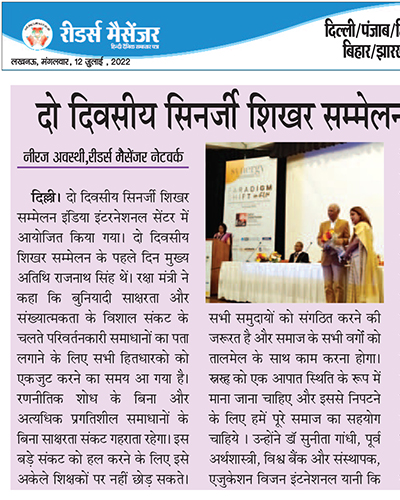 रीडर्स मैसेंजर
हिन्दी दैनिक समाचार पत्र
लखनऊ, मंगलवार, 12 जुलाई , 2022
दिल्ली/पंजाब/
बिहार/झारख
दो दिवसीय सिनर्जी शिखर सम्मेलन
नीरज अवस्थी,रीडर्स मैसेंजर नेटवर्क
दिल्ली। दो दिवसीय सिनर्जी शिखर
सम्मेलन इंडिया इंटरनेशनल सेंटर में
आयोजित किया गया। दो दिवसीय
शिखर सम्मेलन के पहले दिन मुख्य
अतिथि राजनाथ सिंह थें। रक्षा मंत्री ने
कहा कि बुनियादी साक्षरता और
संख्यात्मकता के विशाल संकट के
चलते परिवर्तनकारी समाधानों का पता
लगाने के लिए सभी हितधारको को
एकजुट करने का समय आ गया है।
रणनीतिक शोध के बिना और
अत्यधिक प्रगतिशील समाधानों के
बिना साक्षरता संकट गहराता रहेगा। इस
बड़े संकट को हल करने के लिए इसे
अकेले शिक्षकों पर नहीं छोड़ सकते।
synergy
PARADIGM
SHIFT
सभी समुदायों को संगठित करने की
जरूरत है और समाज के सभी वर्गों को
तालमेल के साथ काम करना होगा।
को एक आपात स्थिति के रूप में
माना जाना चाहिए और इससे निपटने
के लिए हमें पूरे समाज का सहयोग
चाहिये । उन्होंने डॉ सुनीता गांधी, पूर्व
अर्थशास्त्री, विश्व बैंक और संस्थापक,
एजुकेशन विजन इंटनेशनल यानी कि